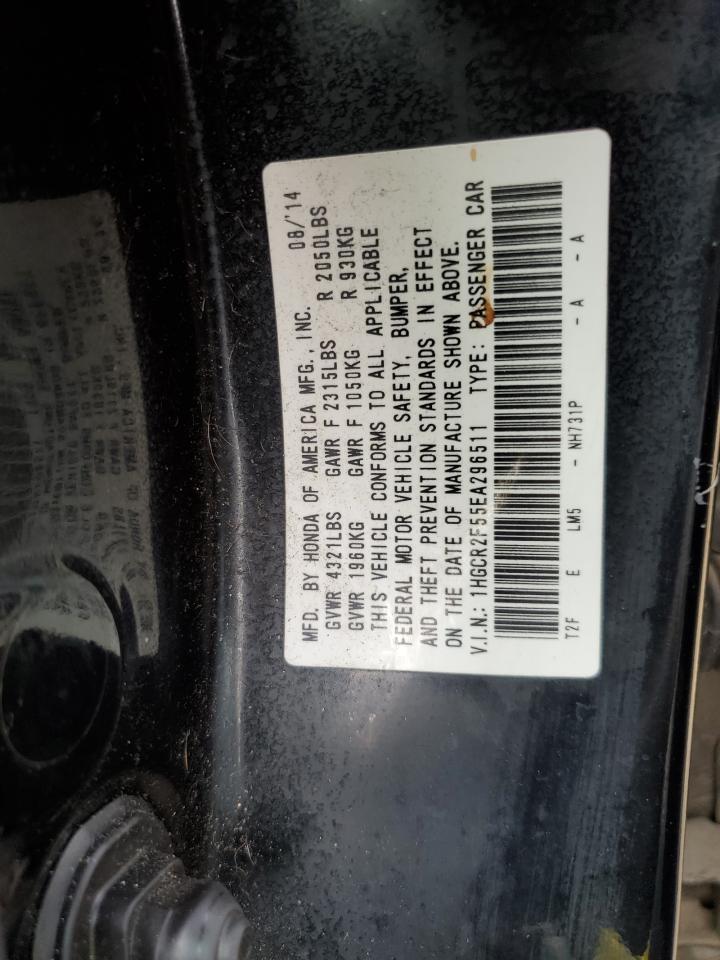 MFD. BY HONDA OF AMERICA MFG., INC. 08/'14
GVWR 4321LBS GAWR F 2315LBS R 2050LBS
GVWR 1960KG GAWR F 1050KG R 930KG
THIS VEHICLE CONFORMS TO ALL APPLICABLE
FEDERAL MOTOR VEHICLE SAFETY, BUMPER,
AND THEFT PREVENTION STANDARDS IN EFFECT
ON THE DATE OF MANUFACTURE SHOWN ABOVE.
V.I.N.: 1HGCR2F55EA296511 TYPE: PASSENGER CAR
T2F E LM5 - NH731P - A - A